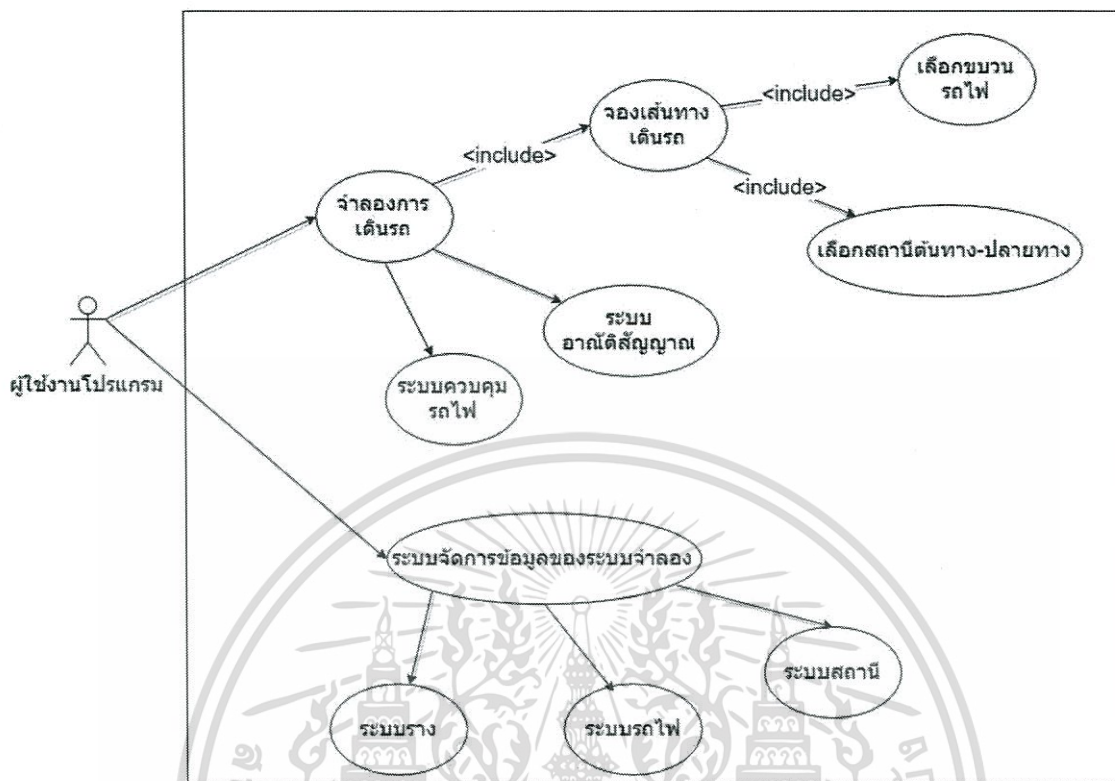 เลือกขบวน
รถไฟ
<include>
จองเส้นทาง
เดินรถ
<include>
<include>
จำลองการ
เดินรถ
เลือกสถานีต้นทาง-ปลายทาง
ระบบ
อาณัติสัญญาณ
ผู้ใช้งานโปรแกรม
ระบบควบคุม
รถไฟ
ระบบจัดการข้อมูลของระบบจำลอง
ระบบสถานี
ระบบราง
ระบบรถไฟ